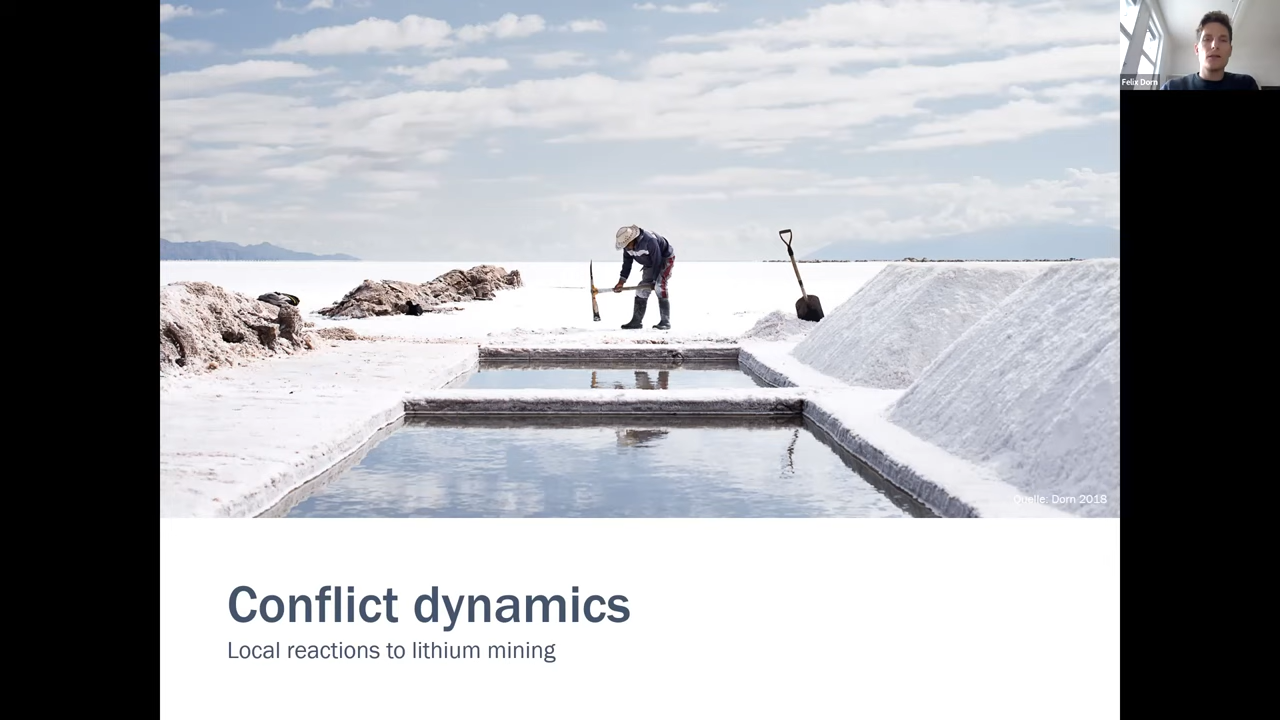 Felix Dorn
Quelle: Dorn 2018
Conflict dynamics
Local reactions to lithium mining